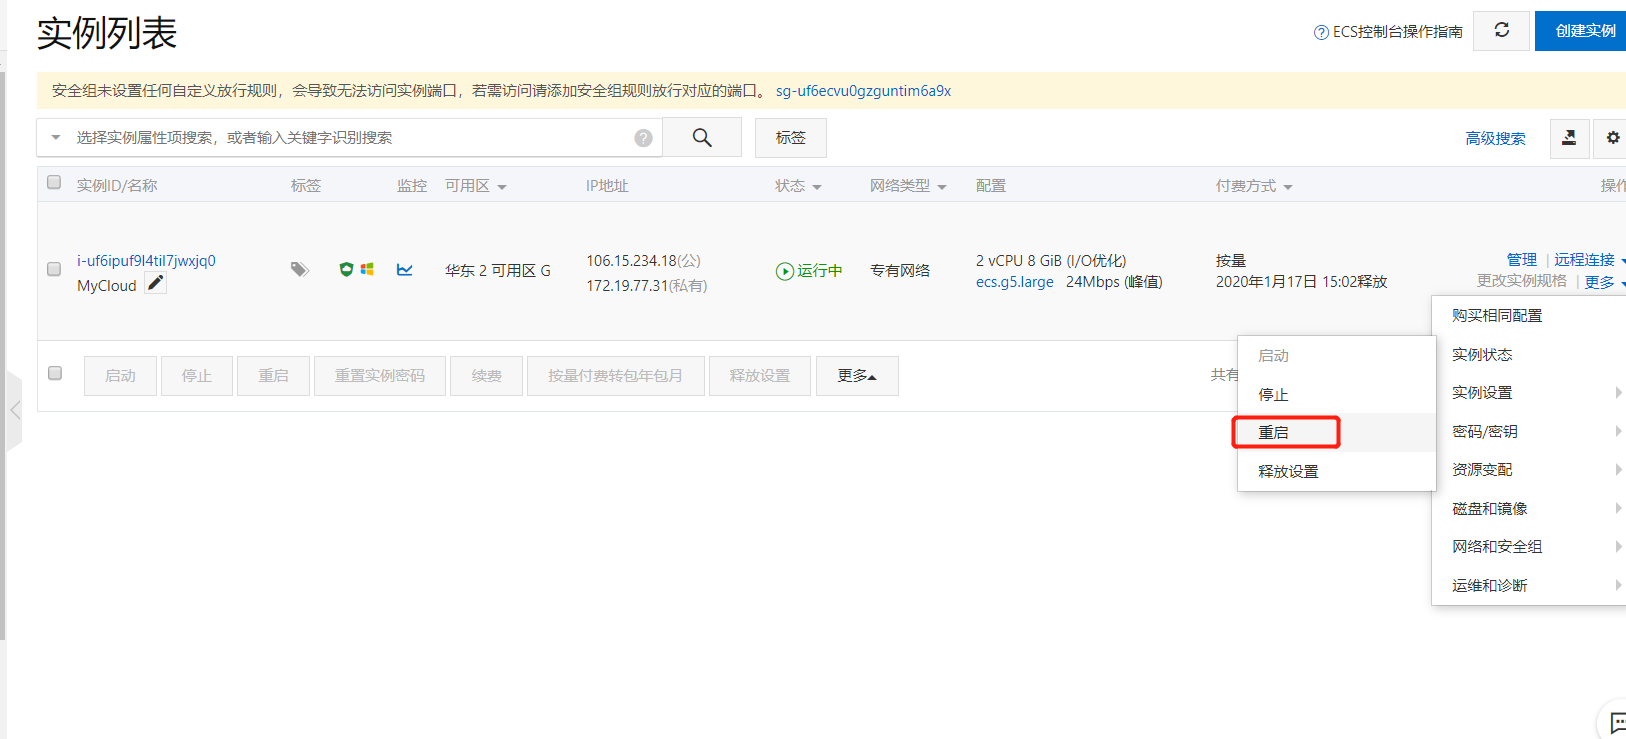 实例列表
ECS控制台操作指南
创建实例
安全组未设置任何自定义放行规则，会导致无法访问实例端口，若需访问请添加安全组规则放行对应的端口。 sg-uf6ecvu0gzguntim6a9x
选择实例属性项搜索，或者输入关键字识别搜索
标签
高级搜索
实例ID/名称 标签 监控 可用区 IP地址 状态 网络类型 配置 付费方式 操作
i-uf6ipuf9l4til7jwxjq0
MyCloud
华东 2 可用区 G
106.15.234.18(公)
172.19.77.31(私有)
运行中
专有网络
2 vCPU 8 GiB (I/O优化)
ecs.g5.large 24Mbps (峰值)
按量
2020年1月17日 15:02释放
管理 | 远程连接
更改实例规格 | 更多
启动 停止 重启 重置实例密码 续费 按量付费转包年包月 释放设置 更多
共有
启动
停止
重启
释放设置
购买相同配置
实例状态
实例设置
密码/密钥
资源变配
磁盘和镜像
网络和安全组
运维和诊断